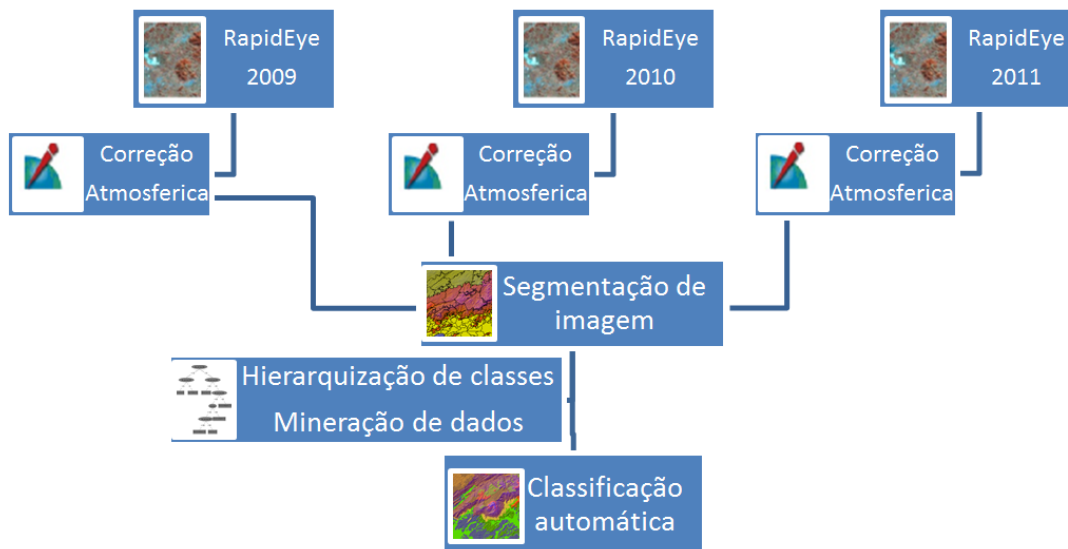 RapidEye
2009
RapidEye
2010
RapidEye
2011
Correção
Atmosferica
Correção
Atmosferica
Correção
Atmosferica
Segmentação de
imagem
Hierarquização de classes
Mineração de dados
Classificação
automática